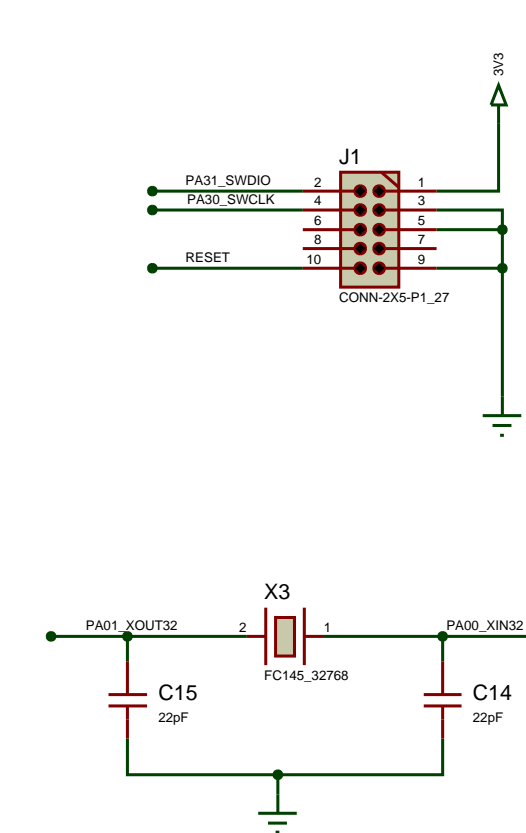 3V3
J1
PA31_SWDIO 2 1
PA30_SWCLK 4 3
6 5
8 7
RESET 10 9
CONN-2X5-P1_27
X3
PA01_XOUT32 2 1 PA00_XIN32
FC145_32768
C15 C14
22pF 22pF